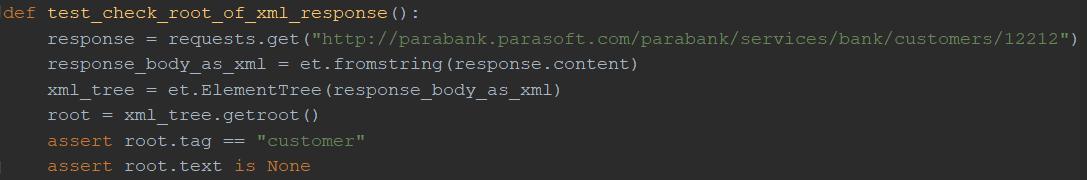 def test_check_root_of_xml_response():
    response = requests.get("http://parabank.parasoft.com/parabank/services/bank/customers/12212")
    response_body_as_xml = et.fromstring(response.content)
    xml_tree = et.ElementTree(response_body_as_xml)
    root = xml_tree.getroot()
    assert root.tag == "customer"
    assert root.text is None